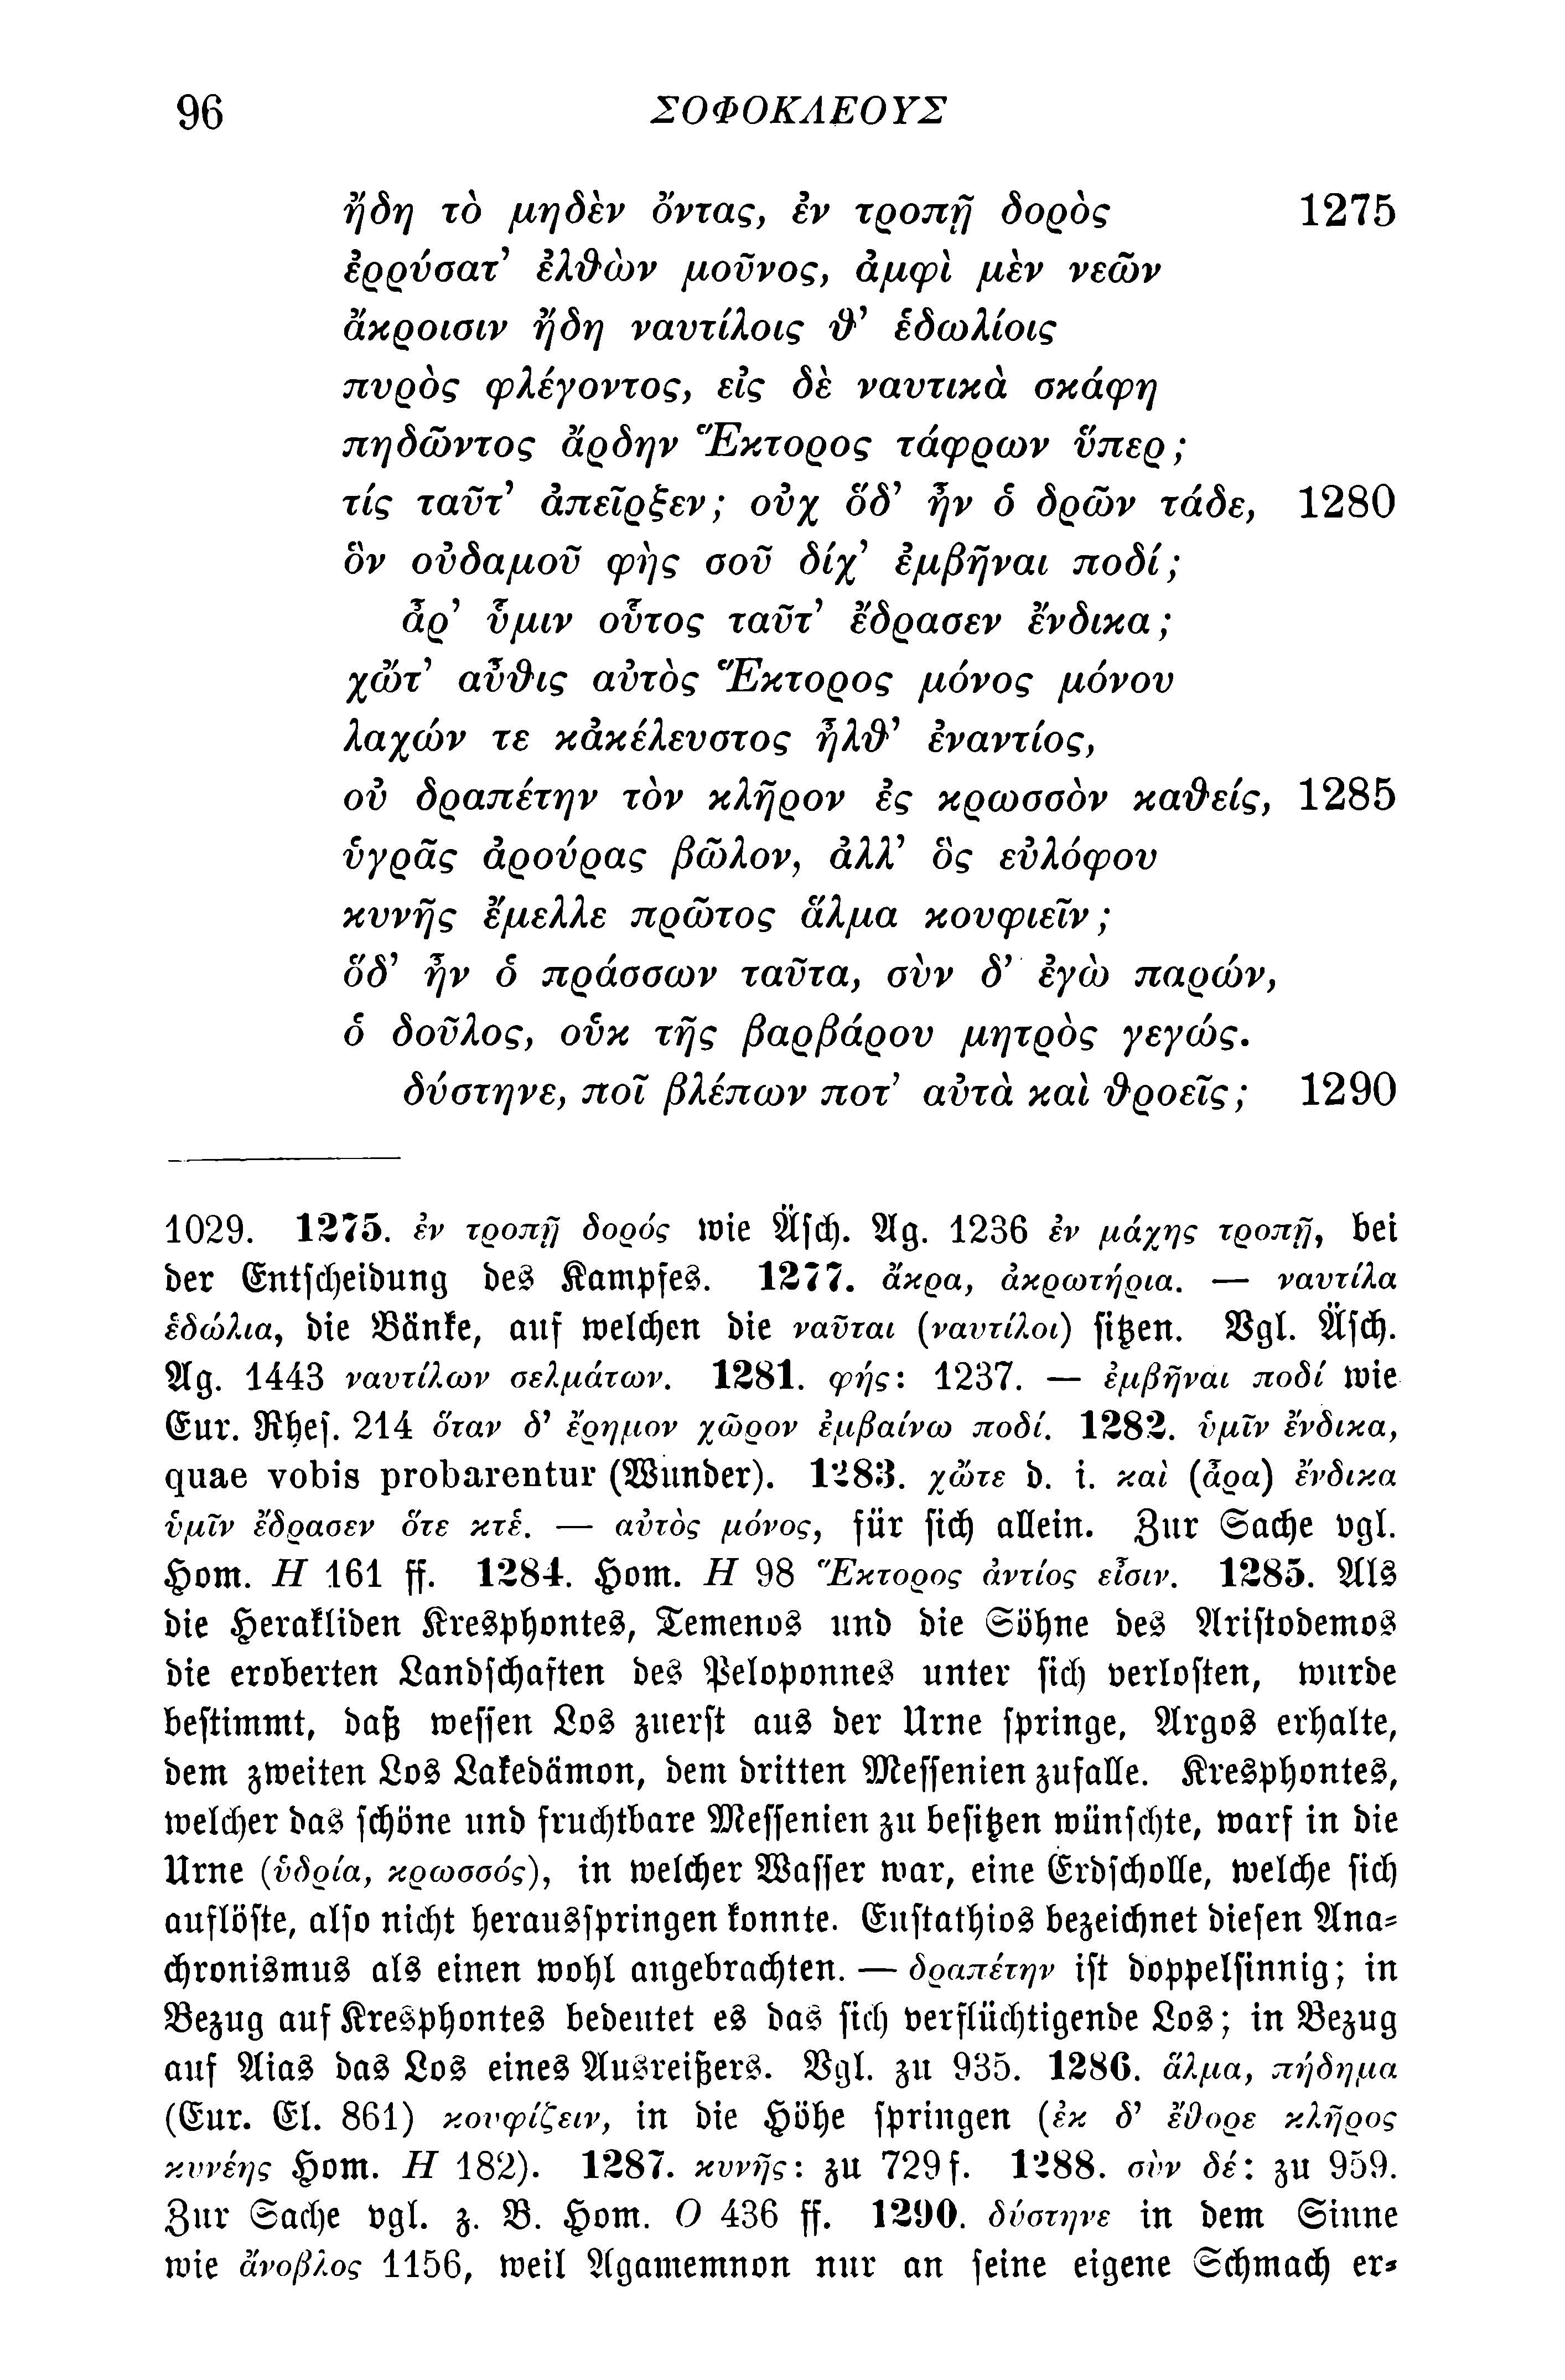 96 ΣΟΦΟΚΛΕΟΥΣ
ἤδη τὸ μηδὲν ὄντας, ἐν τροπῇ δορὸς 1275
ἐρρύσατ’ ἐλθὼν μοῦνος, ἀμφὶ μὲν νεῶν
ἄκροισιν ἤδη ναυτίλοις θ’ ἑδωλίοις
πυρὸς φλέγοντος, εἰς δὲ ναυτικὰ σκάφη
πηδῶντος ἄρδην Ἕκτορος τάφρων ὕπερ;
τίς ταῦτ’ ἀπεῖρξεν; οὐχ ὅδ’ ἦν ὁ δρῶν τάδε, 1280
ὃν οὐδαμοῦ φὴς σοῦ δίχ’ ἐμβῆναι ποδί;
ἆρ’ ὗμιν οὗτος ταῦτ’ ἔδρασεν ἔνδικα;
χὤτ’ αὖθις αὐτὸς Ἕκτορος μόνος μόνου
λαχών τε κἀκέλευστος ἦλθ’ ἐναντίος,
οὐ δραπέτην τὸν κλῆρον ἐς κρωσσὸν καθείς, 1285
ὑγρᾶς ἀρούρας βῶλον, ἀλλ’ ὃς εὐλόφου
κυνῆς ἔμελλε πρῶτος ἅλμα κουφιεῖν;
ὅδ’ ἦν ὁ πράσσων ταῦτα, σὺν δ’ ἐγὼ παρών,
ὁ δοῦλος, οὑκ τῆς βαρβάρου μητρὸς γεγώς.
δύστηνε, ποῖ βλέπων ποτ’ αὐτὰ καὶ θροεῖς; 1290
1029. 1275. ἐν τροπῇ δορός wie Äsch. Ag. 1236 ἐν μάχης τροπῇ, bei
der Entscheidung des Kampfes. 1277. ἄκρα, ἀκρωτήρια. — ναυτίλα
ἑδώλια, die Bänke, auf welchen die ναῦται (ναυτίλοι) sitzen. Vgl. Äsch.
Ag. 1443 ναυτίλων σελμάτων. 1281. φής: 1237. — ἐμβῆναι ποδί wie
Eur. Rhes. 214 ὅταν δ’ ἔρημον χῶρον ἐμβαίνω ποδί. 1282. ὑμῖν ἔνδικα,
quae vobis probarentur (Wunder). 1283. χὤτε d. i. καὶ (ἆρα) ἔνδικα
ὑμῖν ἔδρασεν ὅτε κτἑ. — αὐτὸς μόνος, für sich allein. Zur Sache vgl.
Hom. Η 161 ff. 1284. Hom. Η 98 Ἕκτορος ἀντίος εἶσιν. 1285. Als
die Herakliden Kresphontes, Temenos und die Söhne des Aristodemos
die eroberten Landschaften des Peloponnes unter sich verlosten, wurde
bestimmt, daß wessen Los zuerst aus der Urne springe, Argos erhalte,
dem zweiten Los Lakedämon, dem dritten Messenien zufalle. Kresphontes,
welcher das schöne und fruchtbare Messenien zu besitzen wünschte, warf in die
Urne (ὑδρία, κρωσσός), in welcher Wasser war, eine Erdscholle, welche sich
auflöste, also nicht herausspringen konnte. Eustathios bezeichnet diesen Ana-
chronismus als einen wohl angebrachten. — δραπέτην ist doppelsinnig; in
Bezug auf Kresphontes bedeutet es das sich verflüchtigende Los; in Bezug
auf Aias das Los eines Ausreißers. Vgl. zu 935. 1286. ἅλμα, πήδημα
(Eur. El. 861) κουφίζειν, in die Höhe springen (ἐκ δ’ ἔθορε κλῆρος
κυνέης Hom. Η 182). 1287. κυνῆς: zu 729 f. 1288. σὺν δέ: zu 959.
Zur Sache vgl. z. B. Hom. Ο 436 ff. 1290. δύστηνε in dem Sinne
wie ἄνοβλος 1156, weil Agamemnon nur an seine eigene Schmach er-